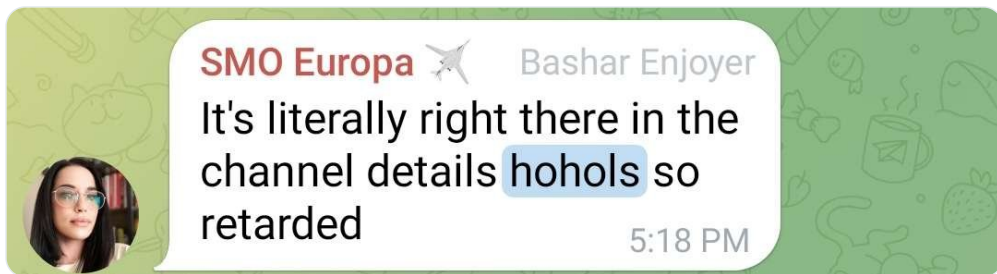 SMO Europa Bashar Enjoyer
It's literally right there in the
channel details hohols so
retarded
5:18 PM